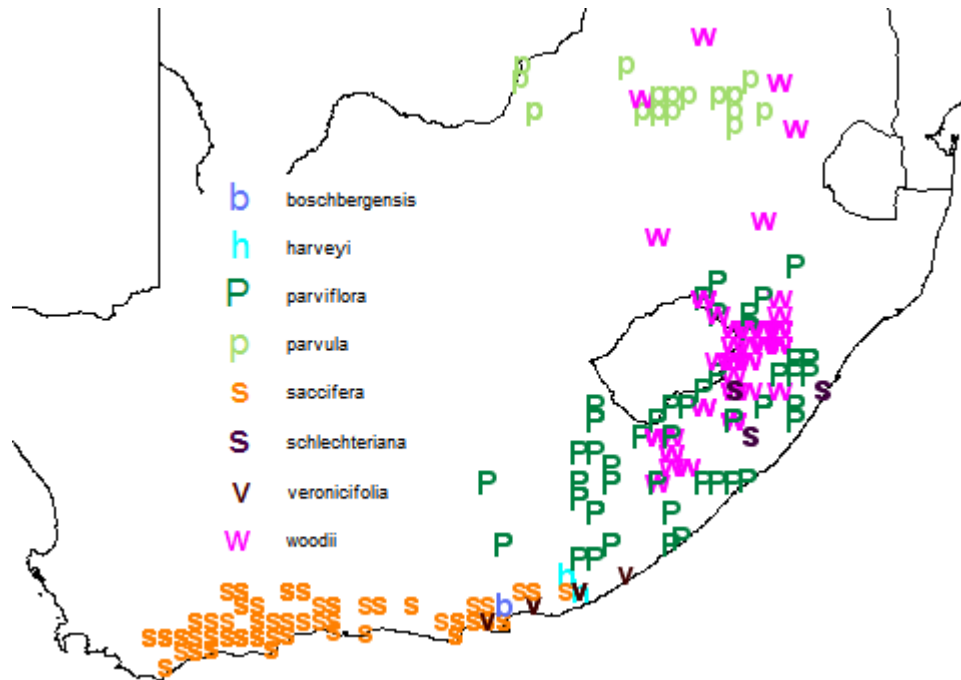 b boschbergensis
h harveyi
P parviflora
p parvula
s saccifera
s schlechteriana
v veronicifolia
w woodii